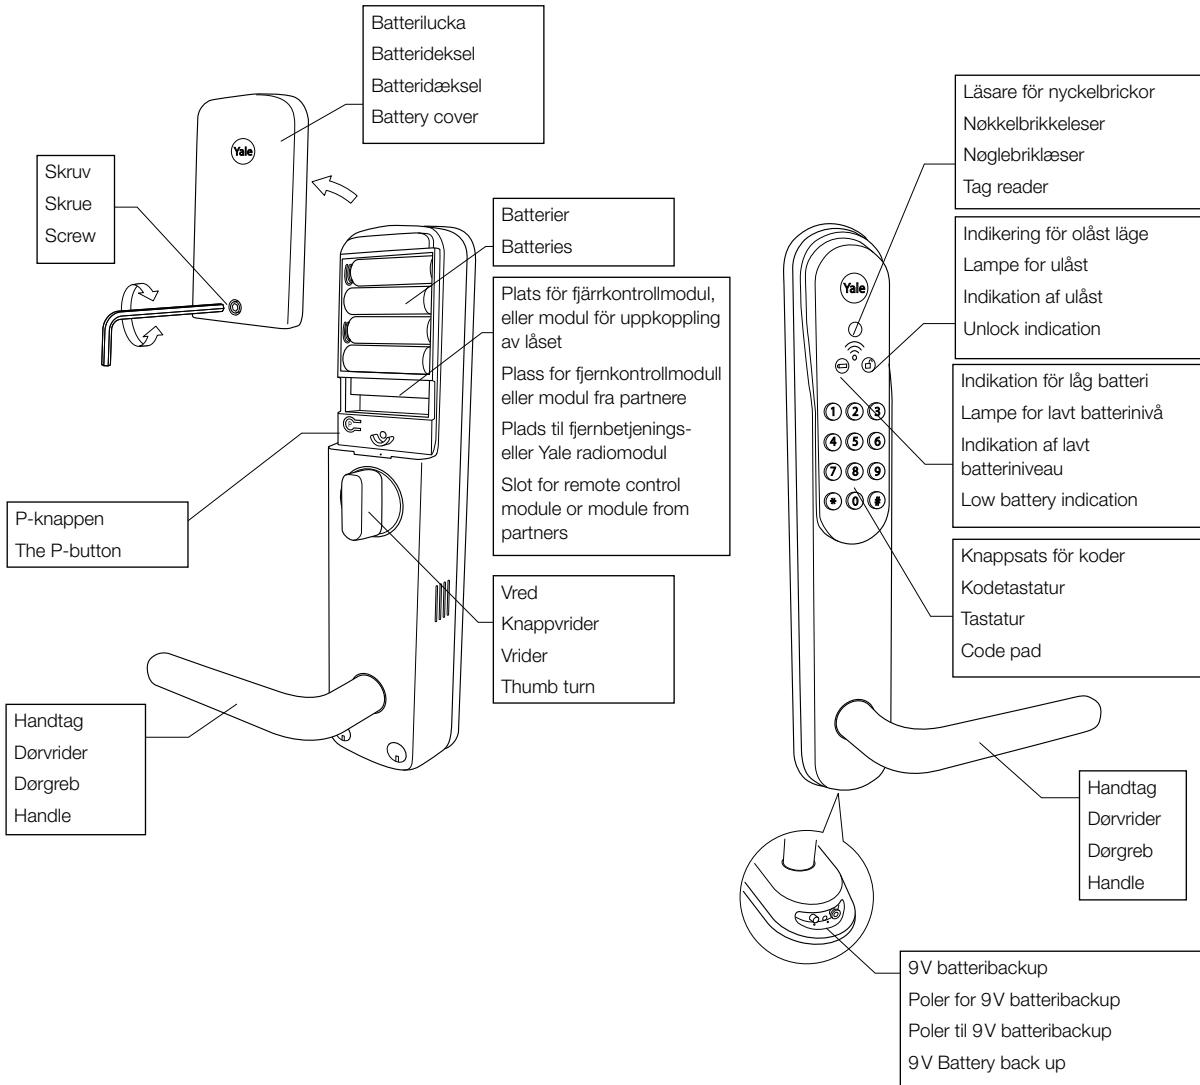 Batterilucka
Batterideksel
Batteridæksel
Battery cover
Yale
Skruv
Skrue
Screw
Batterier
Batteries
Plats för fjärrkontrollmodul,
eller modul för uppkoppling
av låset
Plass for fjernkontrollmodull
eller modul fra partnere
Plads til fjernbetjenings-
eller Yale radiomodul
Slot for remote control
module or module from
partners
P-knappen
The P-button
Vred
Knappvrider
Vrider
Thumb turn
Handtag
Dørvrider
Dørgreb
Handle
Läsare för nyckelbrickor
Nøkkelbrikkeleser
Nøglebriklæser
Tag reader
Indikering för olåst läge
Lampe for ulåst
Indikation af ulåst
Unlock indication
Yale
1 2 3
4 5 6
7 8 9
* 0 #
Indikation för låg batteri
Lampe for lavt batterinivå
Indikation af lavt
batteriniveau
Low battery indication
Knappsats för koder
Kodetastatur
Tastatur
Code pad
Handtag
Dørvrider
Dørgreb
Handle
9V batteribackup
Poler for 9V batteribackup
Poler til 9V batteribackup
9V Battery back up